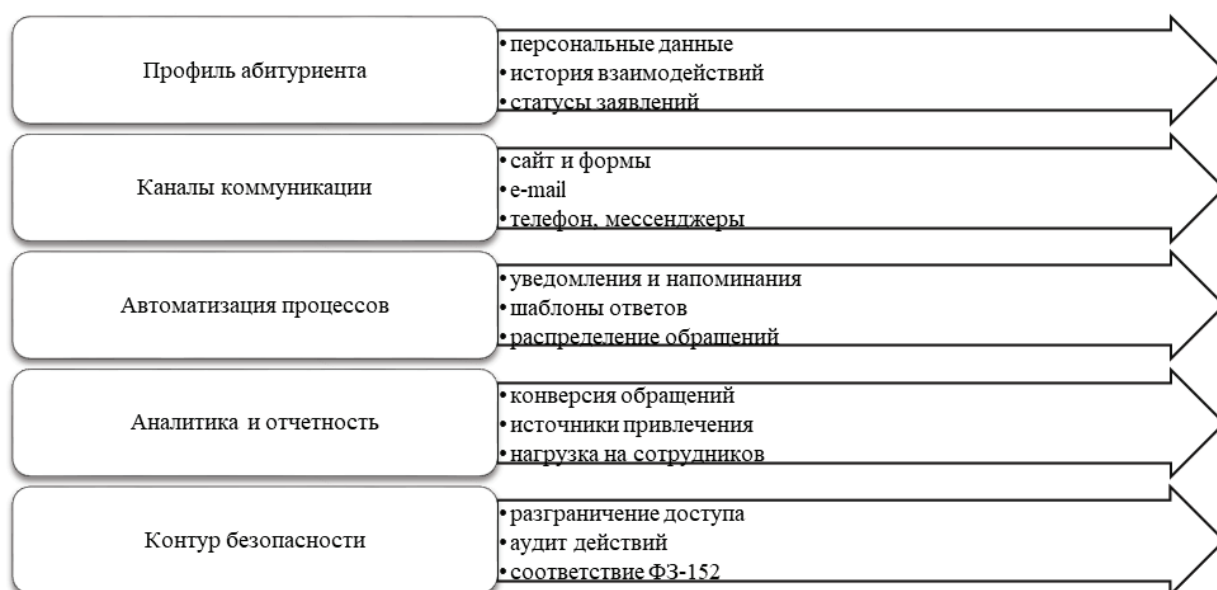 Профиль абитуриента
• персональные данные
• история взаимодействий
• статусы заявлений
Каналы коммуникации
• сайт и формы
• e-mail
• телефон, мессенджеры
Автоматизация процессов
• уведомления и напоминания
• шаблоны ответов
• распределение обращений
Аналитика и отчетность
• конверсия обращений
• источники привлечения
• нагрузка на сотрудников
Контур безопасности
• разграничение доступа
• аудит действий
• соответствие ФЗ-152